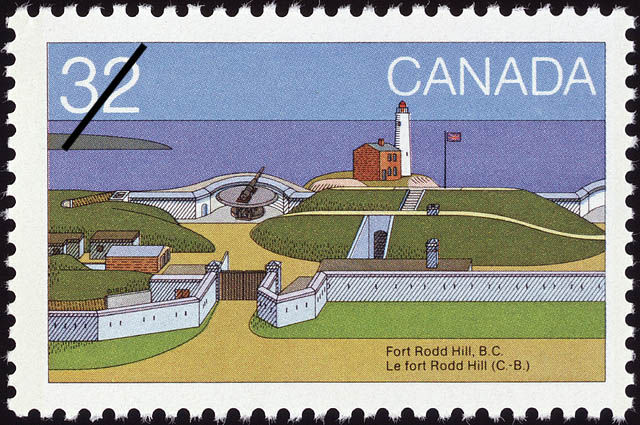 32
CANADA
Fort Rodd Hill, B.C.
Le fort Rodd Hill (C.-B.)